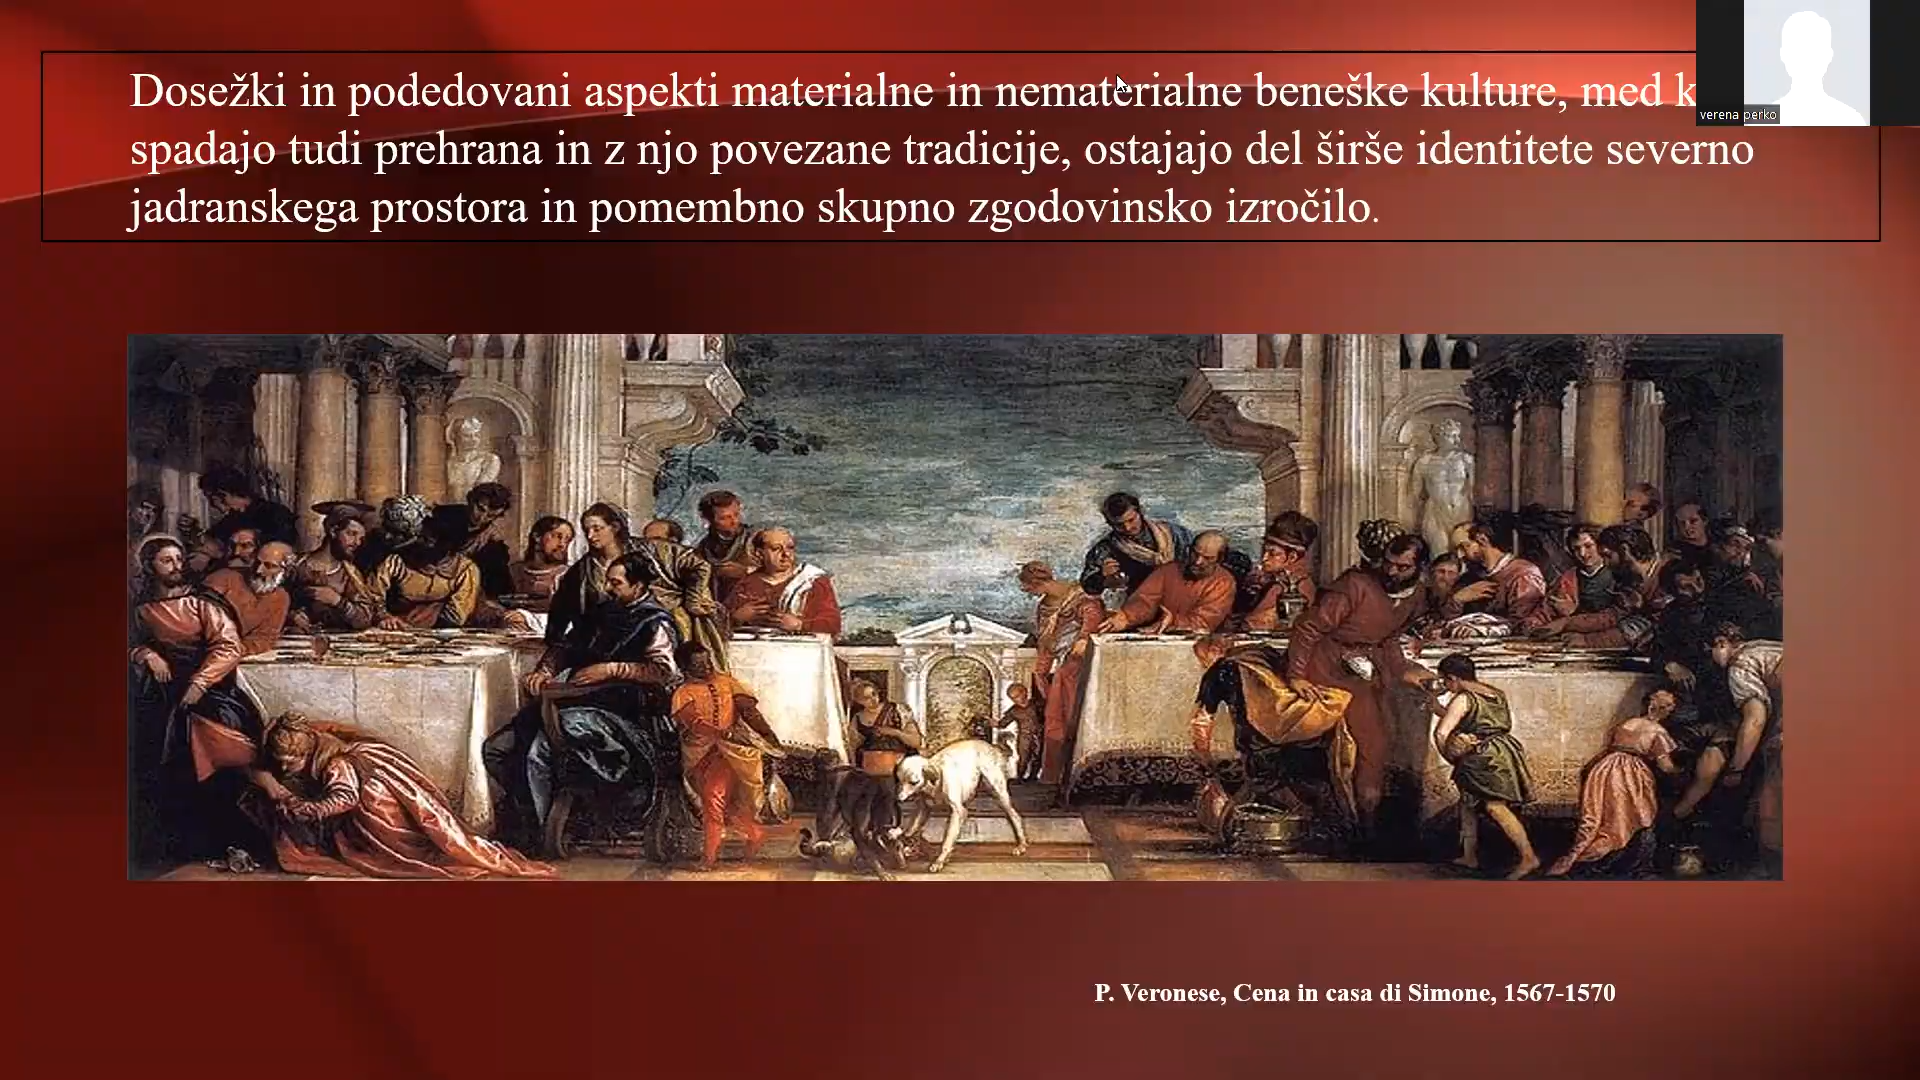 Dosežki in podedovani aspekti materialne in nematerialne beneške kulture, med
spadajo tudi prehrana in z njo povezane tradicije, ostajajo del širše identitete severno
jadranskega prostora in pomembno skupno zgodovinsko izročilo.
verena perko
P. Veronese, Cena in casa di Simone, 1567-1570